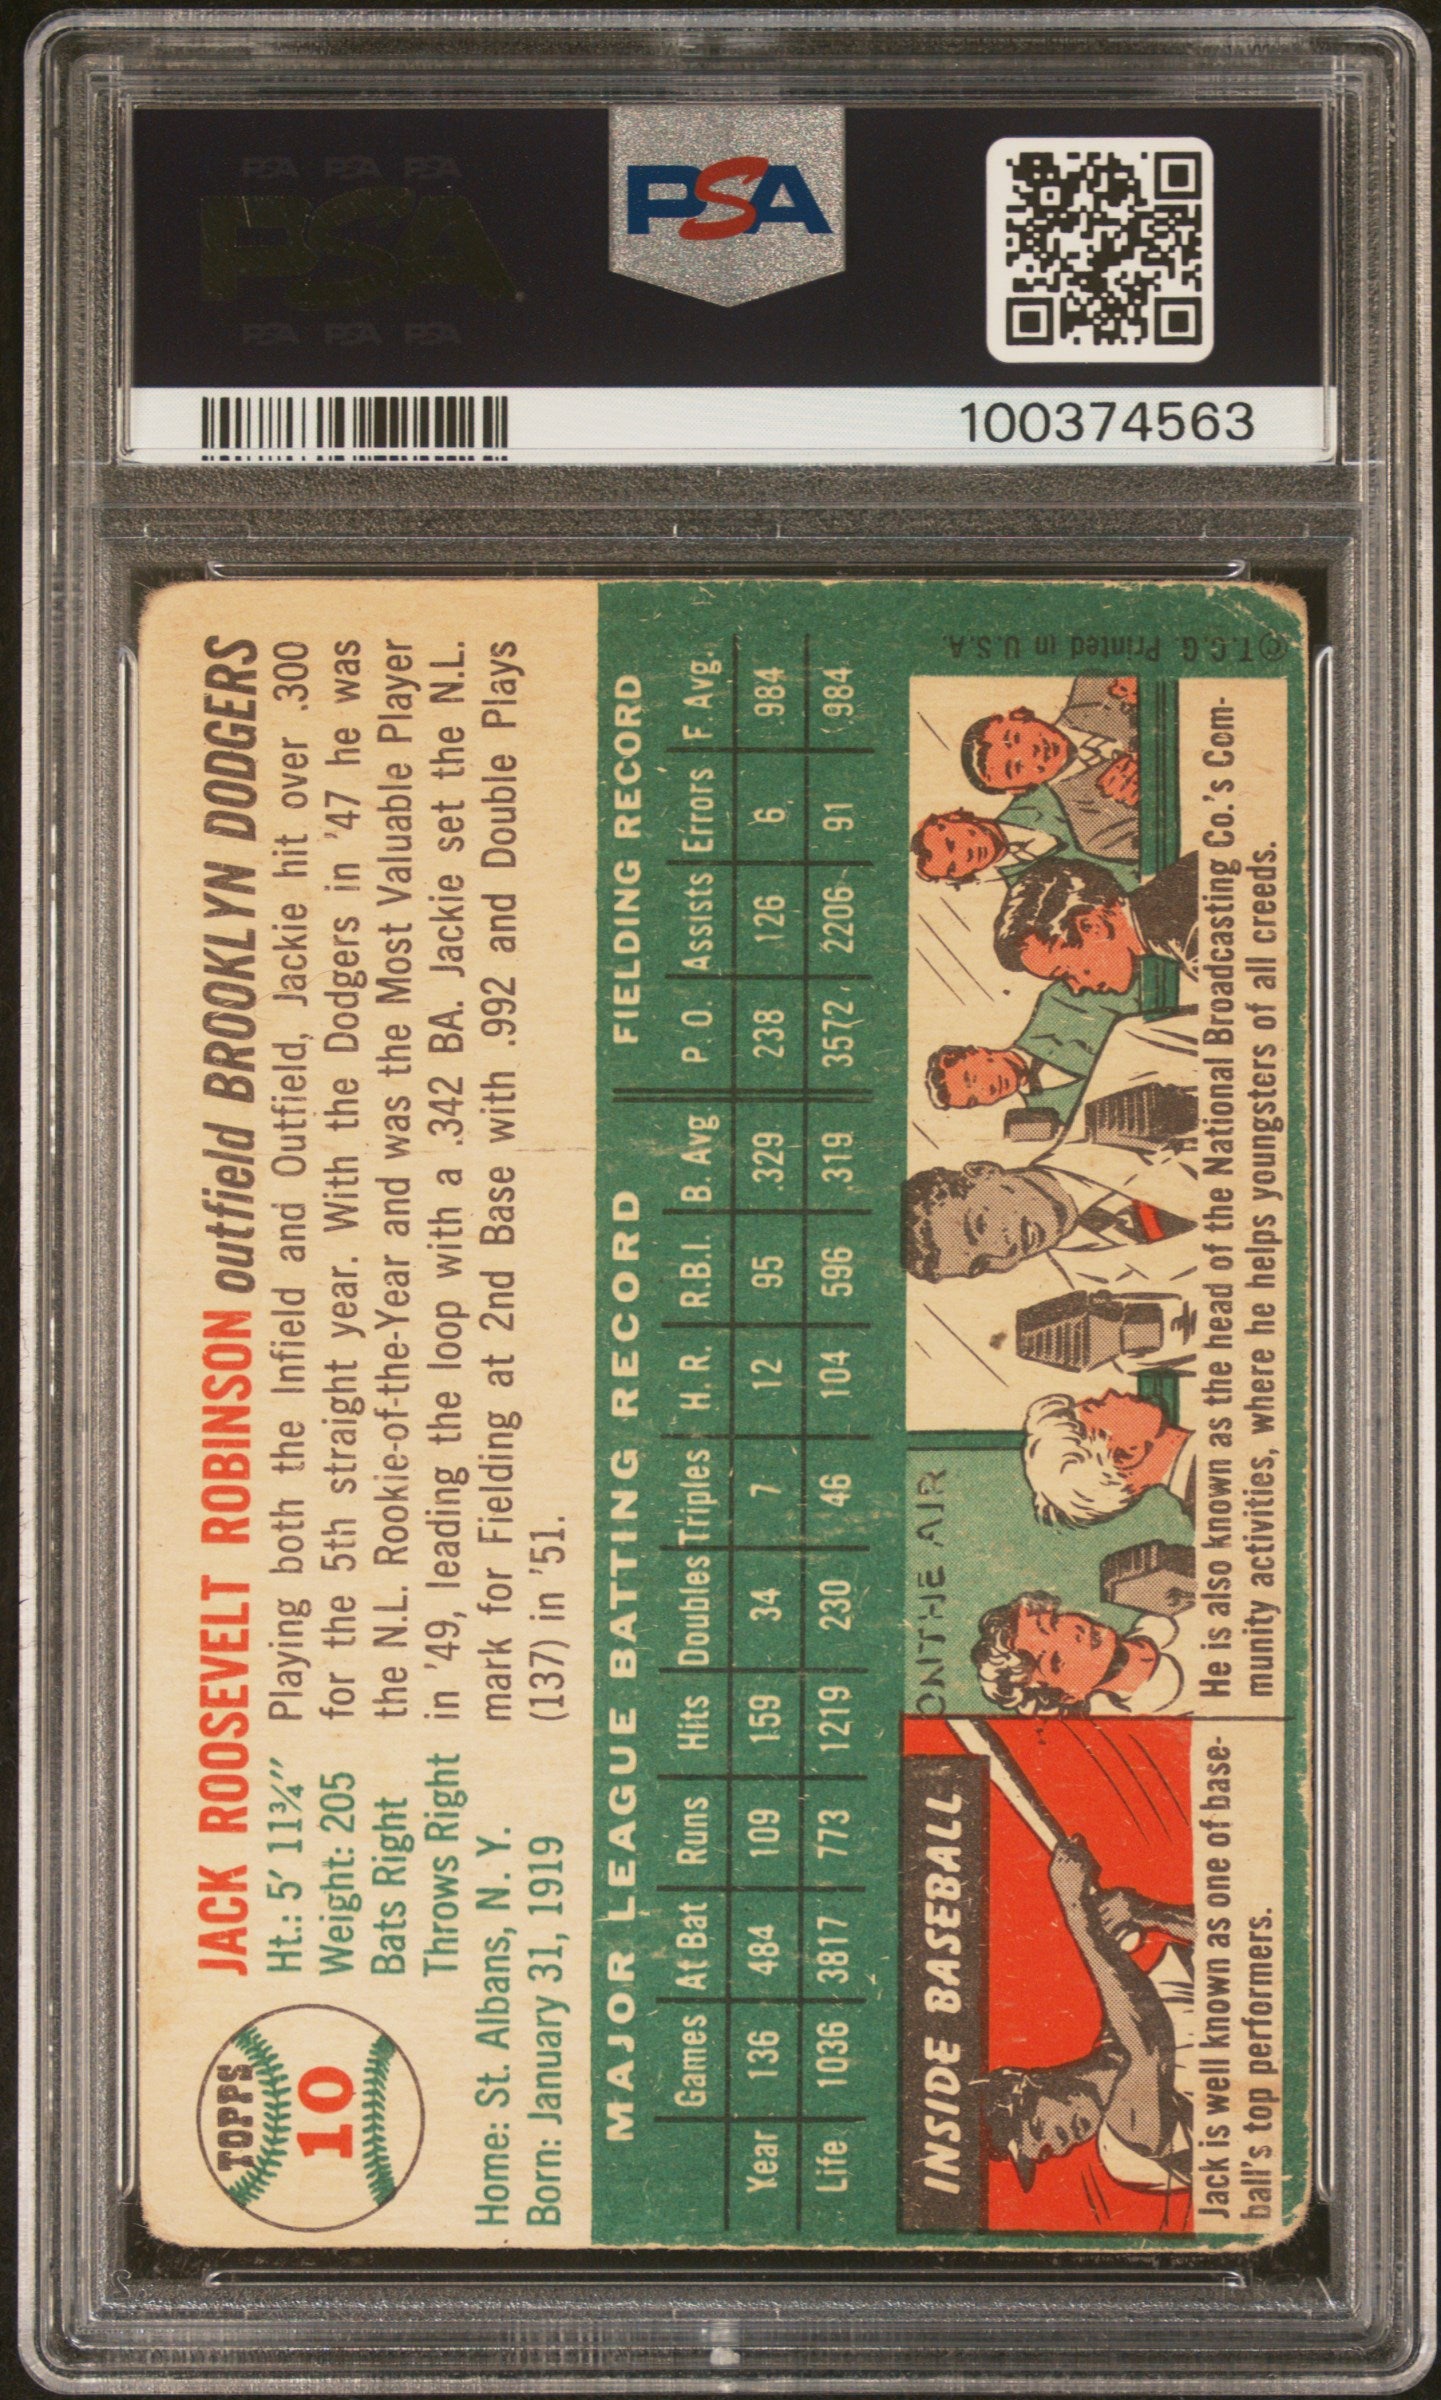 PSA PSA PSA
PSA
PSA PSA PSA
PSA
100374563
TOPPS
10
JACK ROOSEVELT ROBINSON outfield BROOKLYN DODGERS
Ht.: 5' 11¾"
Weight: 205
Bats Right
Throws Right
Home: St. Albans, N. Y.
Born: January 31, 1919
Playing both the Infield and Outfield, Jackie hit over .300
for the 5th straight year. With the Dodgers in '47 he was
the N.L. Rookie-of-the-Year and was the Most Valuable Player
in '49, leading the loop with a .342 BA. Jackie set the N.L.
mark for Fielding at 2nd Base with .992 and Double Plays
(137) in '51.
MAJOR LEAGUE BATTING RECORD FIELDING RECORD
Games At Bat Runs Hits Doubles Triples H. R. R.B.I. B. Avg. P. O. Assists Errors F. Avg.
Year 136 484 109 159 34 7 12 95 .329 238 126 6 .984
Life 1036 3817 773 1219 230 46 104 596 .319 3572 2206 91 .984
INSIDE BASEBALL
Jack is well known as one of base-
ball's top performers.
ON THE AIR
He is also known as the head of the National Broadcasting Co.'s Com-
munity activities, where he helps youngsters of all creeds.
©T.C.G. Printed in U.S.A.